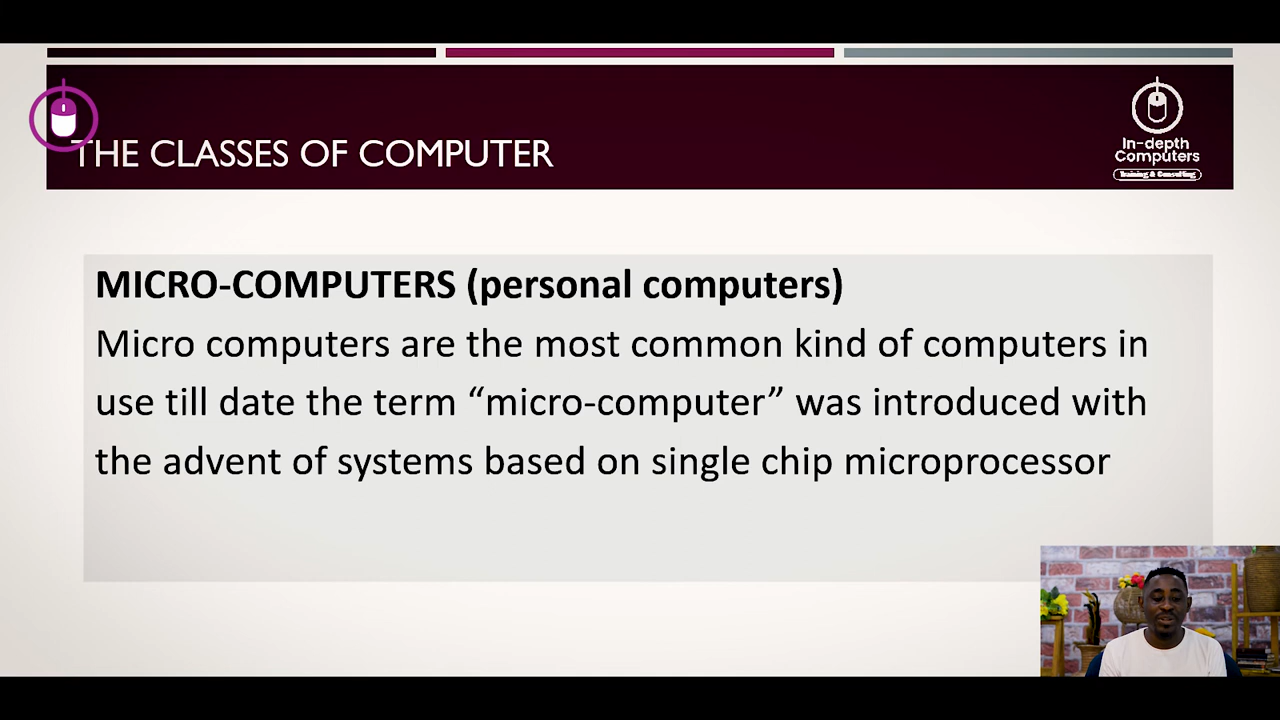 THE CLASSES OF COMPUTER
In-depth
Computers
Training & Consulting
MICRO-COMPUTERS (personal computers)
Micro computers are the most common kind of computers in
use till date the term “micro-computer” was introduced with
the advent of systems based on single chip microprocessor